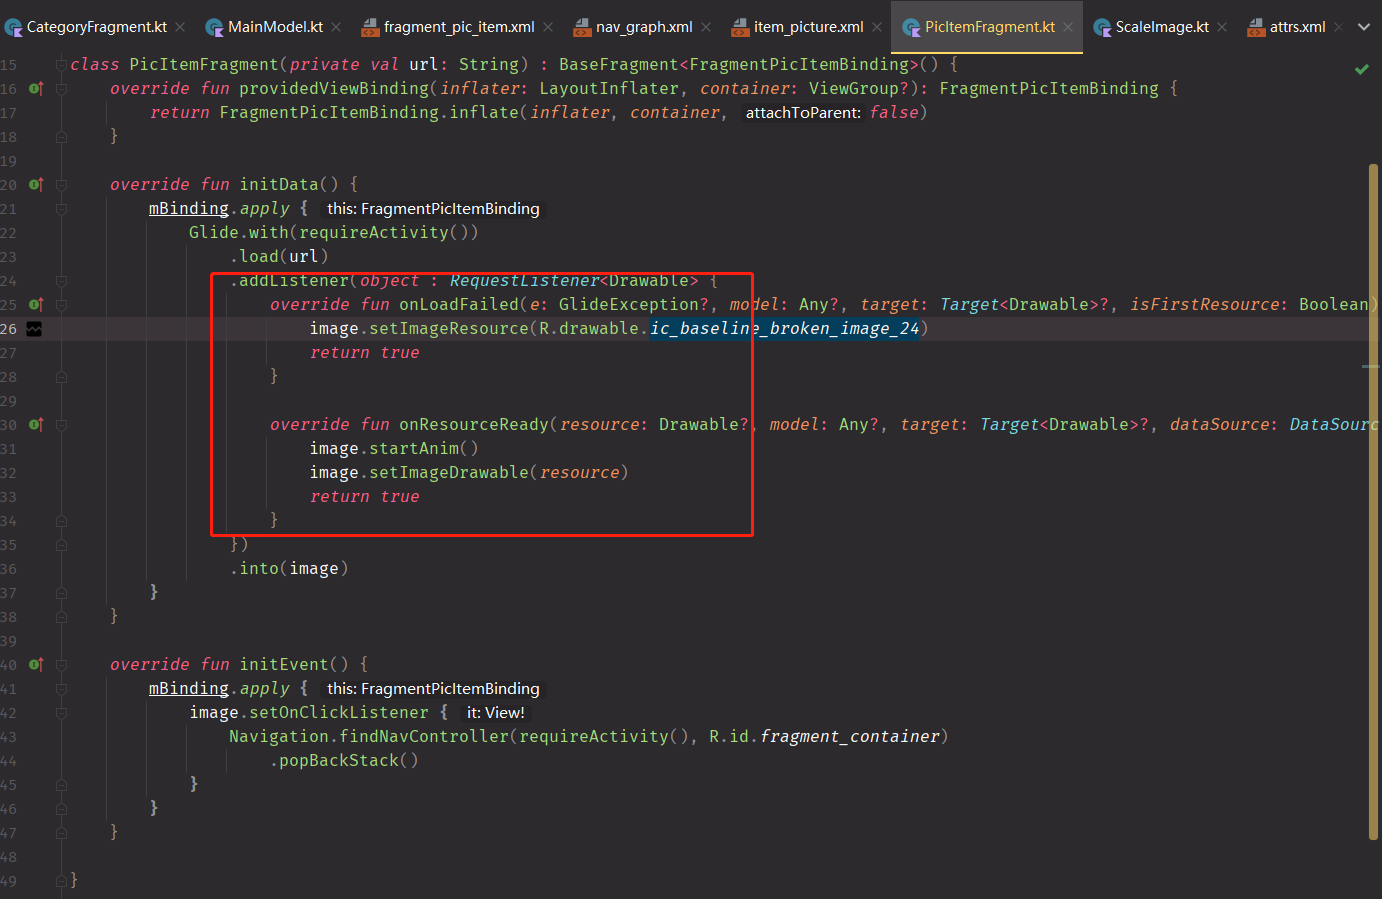 CategoryFragment.kt MainModel.kt fragment_pic_item.xml nav_graph.xml item_picture.xml PicItemFragment.kt ScaleImage.kt attrs.xml
15 class PicItemFragment(private val url: String) : BaseFragment<FragmentPicItemBinding>() {
16 override fun providedViewBinding(inflater: LayoutInflater, container: ViewGroup?): FragmentPicItemBinding {
17 return FragmentPicItemBinding.inflate(inflater, container, attachToParent: false)
18 }
19
20 override fun initData() {
21 mBinding.apply { this: FragmentPicItemBinding
22 Glide.with(requireActivity())
23 .load(url)
24 .addListener(object : RequestListener<Drawable> {
25 override fun onLoadFailed(e: GlideException?, model: Any?, target: Target<Drawable>?, isFirstResource: Boolean)
26 image.setImageResource(R.drawable.ic_baseline_broken_image_24)
27 return true
28 }
29
30 override fun onResourceReady(resource: Drawable?, model: Any?, target: Target<Drawable>?, dataSource: DataSourc
31 image.startAnim()
32 image.setImageDrawable(resource)
33 return true
34 }
35 })
36 .into(image)
37 }
38 }
39
40 override fun initEvent() {
41 mBinding.apply { this: FragmentPicItemBinding
42 image.setOnClickListener { it: View!
43 Navigation.findNavController(requireActivity(), R.id.fragment_container)
44 .popBackStack()
45 }
46 }
47 }
48
49 }